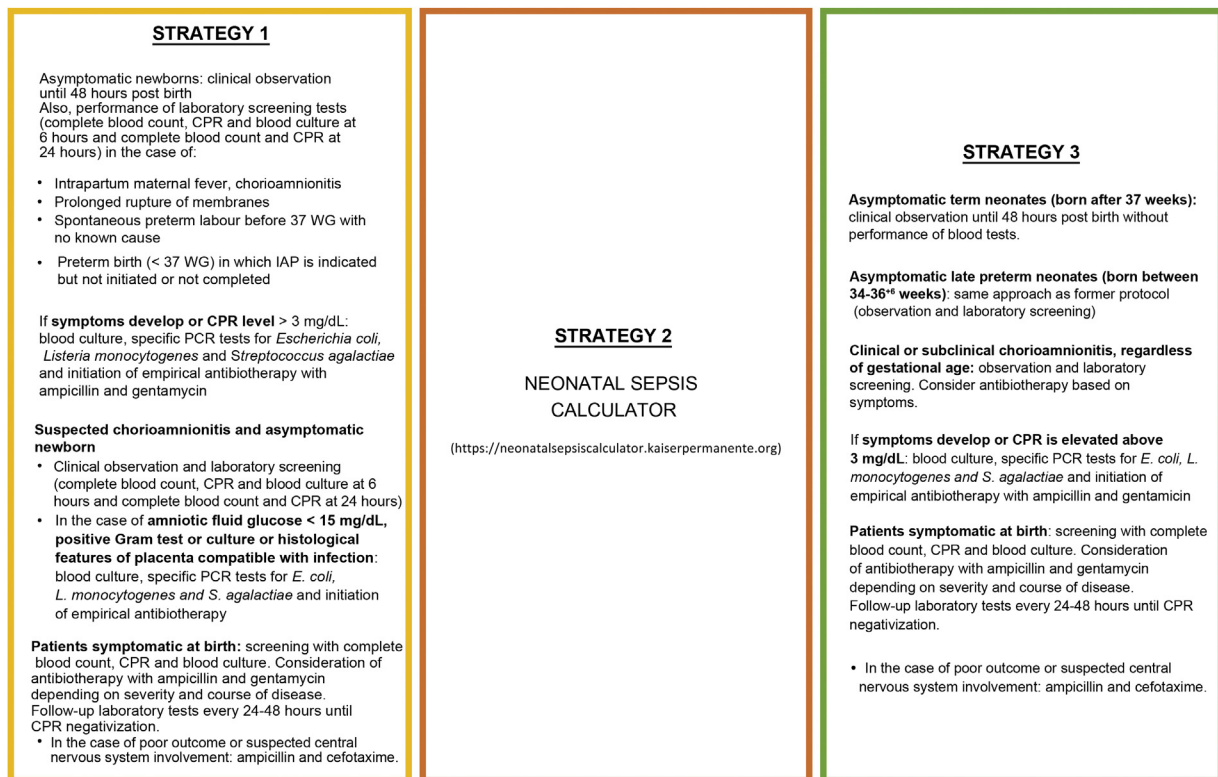 STRATEGY 1
Asymptomatic newborns: clinical observation
until 48 hours post birth
Also, performance of laboratory screening tests
(complete blood count, CPR and blood culture at
6 hours and complete blood count and CPR at
24 hours) in the case of:
• Intrapartum maternal fever, chorioamnionitis
• Prolonged rupture of membranes
• Spontaneous preterm labour before 37 WG with
no known cause
• Preterm birth (< 37 WG) in which IAP is indicated
but not initiated or not completed
If symptoms develop or CPR level > 3 mg/dL:
blood culture, specific PCR tests for Escherichia coli,
Listeria monocytogenes and Streptococcus agalactiae
and initiation of empirical antibiotherapy with
ampicillin and gentamycin
Suspected chorioamnionitis and asymptomatic
newborn
• Clinical observation and laboratory screening
(complete blood count, CPR and blood culture at 6
hours and complete blood count and CPR at 24 hours)
• In the case of amniotic fluid glucose < 15 mg/dL,
positive Gram test or culture or histological
features of placenta compatible with infection:
blood culture, specific PCR tests for E. coli,
L. monocytogenes and S. agalactiae and initiation
of empirical antibiotherapy
Patients symptomatic at birth: screening with complete
blood count, CPR and blood culture. Consideration of
antibiotherapy with ampicillin and gentamycin
depending on severity and course of disease.
Follow-up laboratory tests every 24-48 hours until
CPR negativization.
• In the case of poor outcome or suspected central
nervous system involvement: ampicillin and cefotaxime.
STRATEGY 2
NEONATAL SEPSIS
CALCULATOR
(https://neonatalsepsiscalculator.kaiserpermanente.org)
STRATEGY 3
Asymptomatic term neonates (born after 37 weeks):
clinical observation until 48 hours post birth without
performance of blood tests.
Asymptomatic late preterm neonates (born between
34-36+6 weeks): same approach as former protocol
(observation and laboratory screening)
Clinical or subclinical chorioamnionitis, regardless
of gestational age: observation and laboratory
screening. Consider antibiotherapy based on
symptoms.
If symptoms develop or CPR is elevated above
3 mg/dL: blood culture, specific PCR tests for E. coli, L.
monocytogenes and S. agalactiae and initiation of
empirical antibiotherapy with ampicillin and gentamicin
Patients symptomatic at birth: screening with complete
blood count, CPR and blood culture. Consideration
of antibiotherapy with ampicillin and gentamycin
depending on severity and course of disease.
Follow-up laboratory tests every 24-48 hours until CPR
negativization.
• In the case of poor outcome or suspected central
nervous system involvement: ampicillin and cefotaxime.